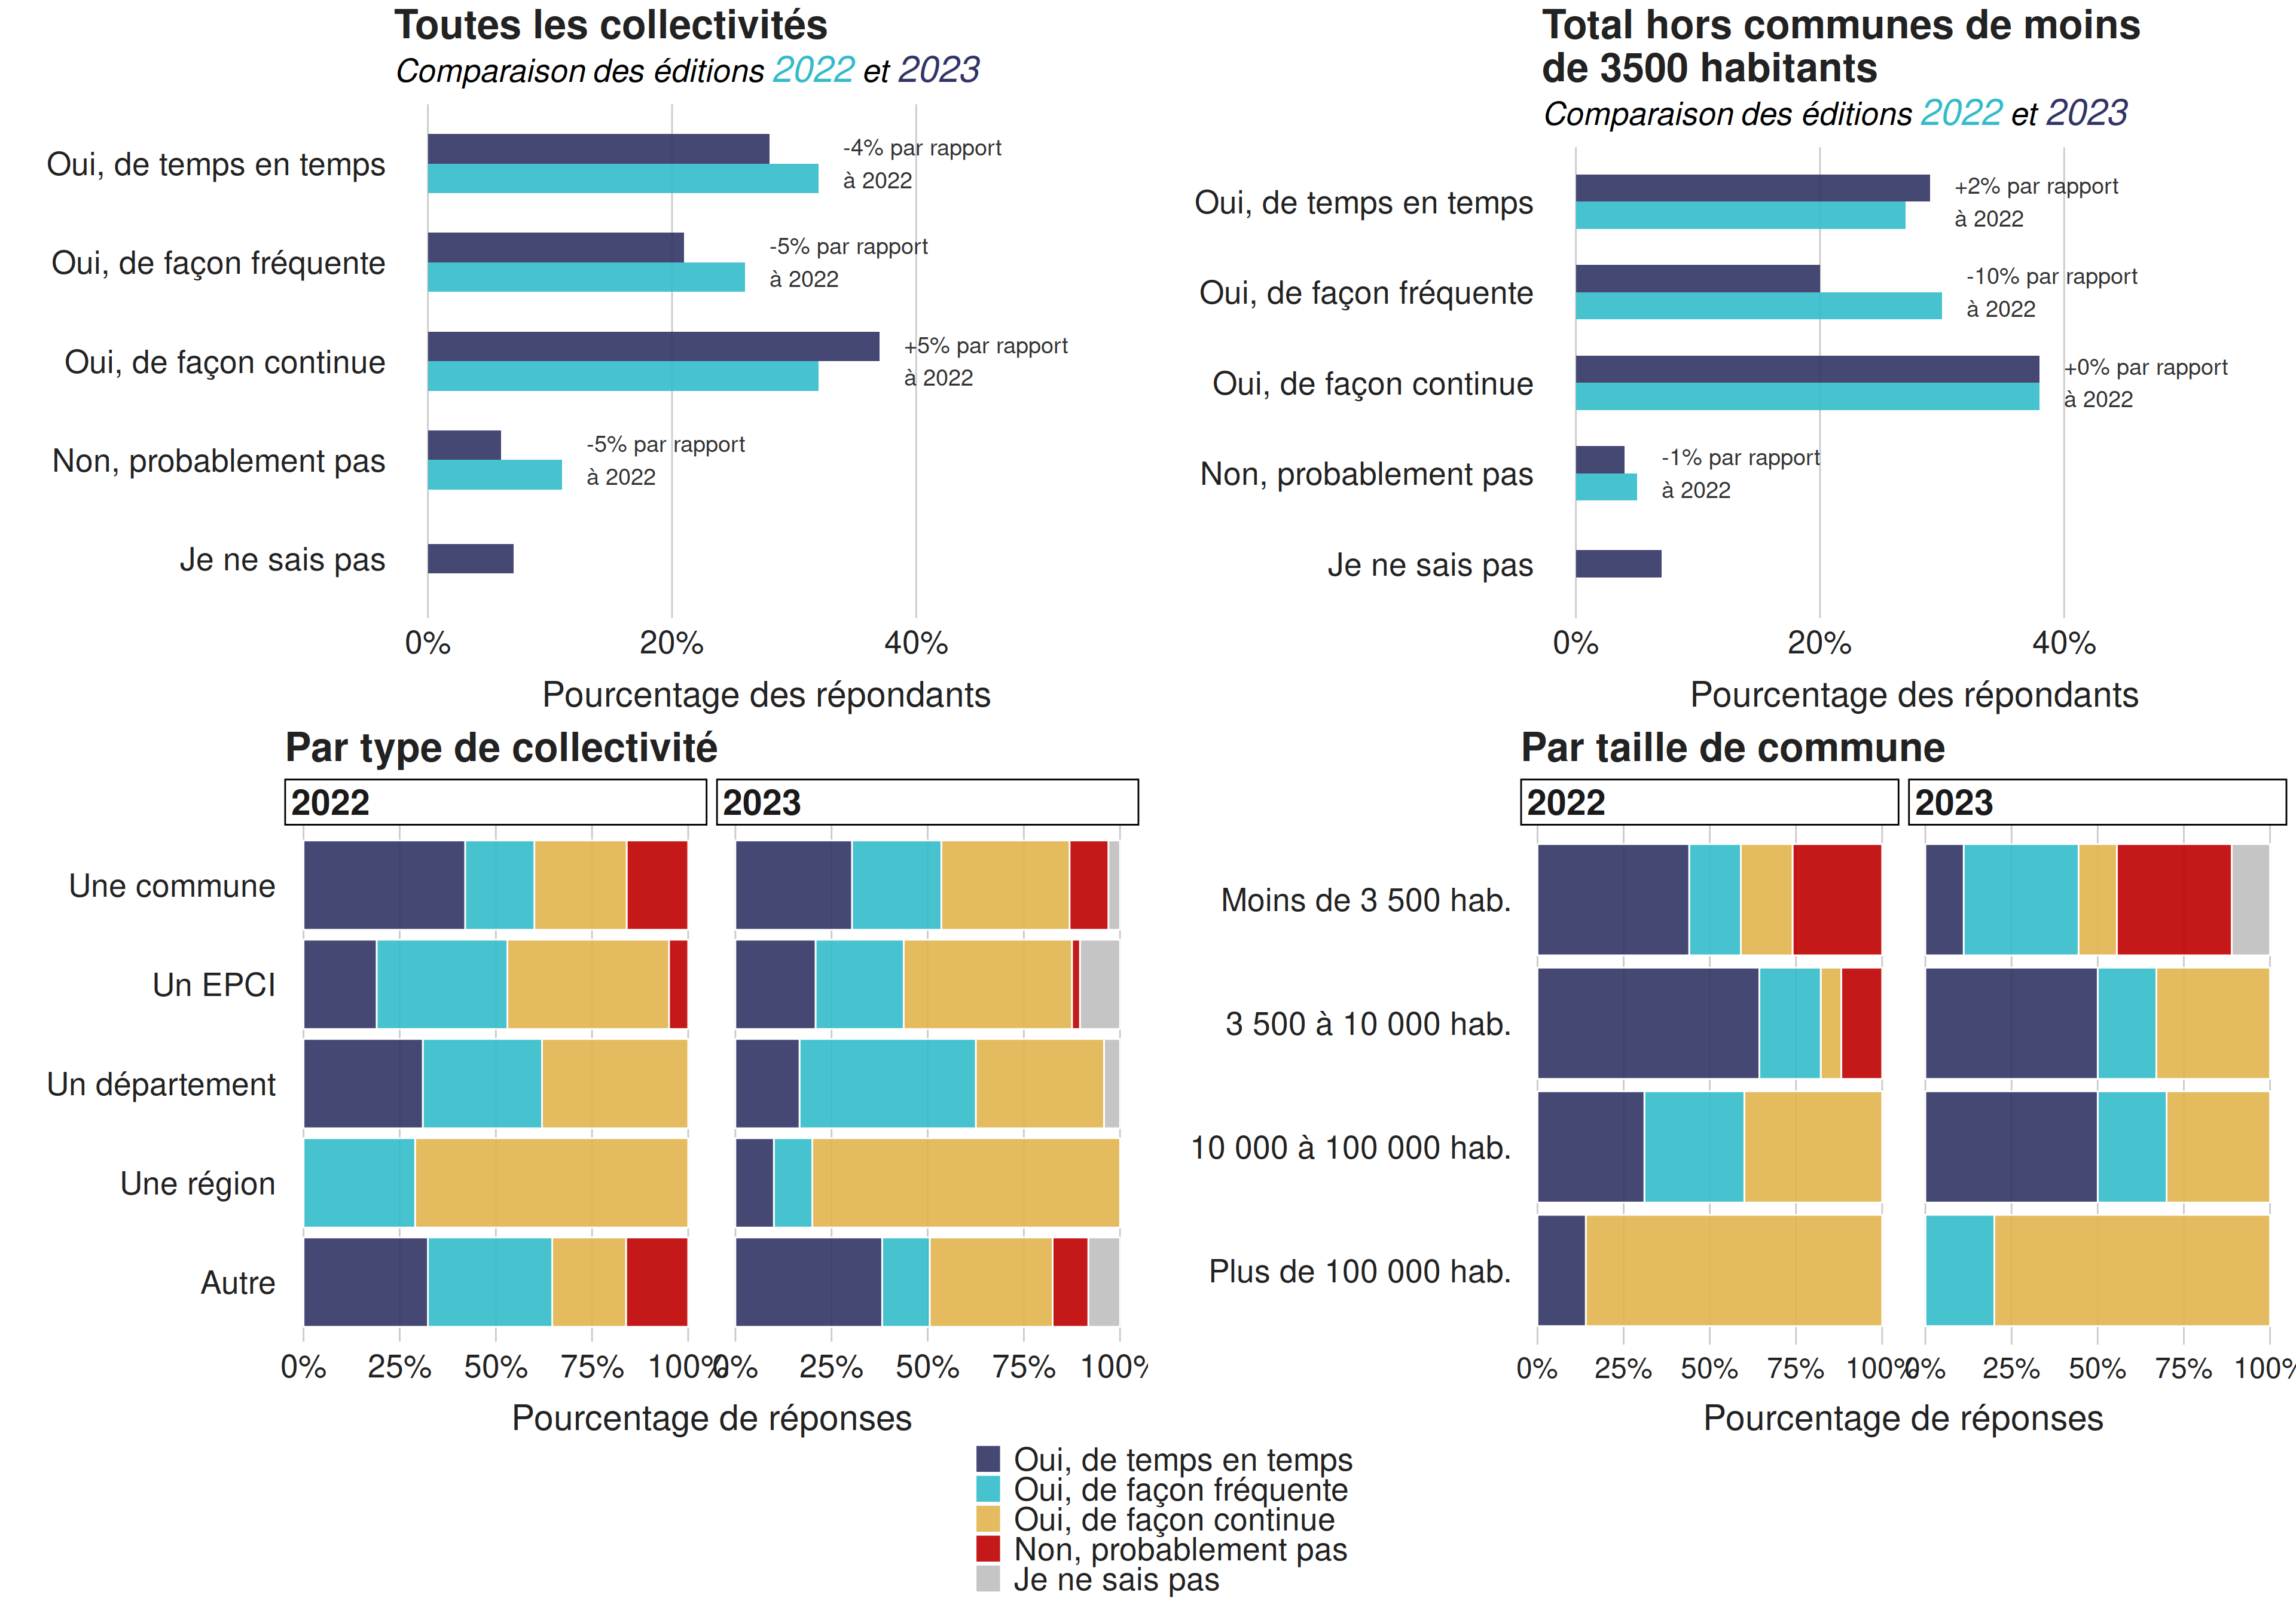 Toutes les collectivités
Comparaison des éditions 2022 et 2023
Oui, de temps en temps
-4% par rapport
à 2022
Oui, de façon fréquente
-5% par rapport
à 2022
Oui, de façon continue
+5% par rapport
à 2022
Non, probablement pas
-5% par rapport
à 2022
Je ne sais pas
0% 20% 40%
Pourcentage des répondants
Total hors communes de moins
de 3500 habitants
Comparaison des éditions 2022 et 2023
Oui, de temps en temps
+2% par rapport
à 2022
Oui, de façon fréquente
-10% par rapport
à 2022
Oui, de façon continue
+0% par rapport
à 2022
Non, probablement pas
-1% par rapport
à 2022
Je ne sais pas
0% 20% 40%
Pourcentage des répondants
Par type de collectivité
2022 2023
Une commune
Un EPCI
Un département
Une région
Autre
0% 25% 50% 75% 100% 0% 25% 50% 75% 100%
Pourcentage de réponses
Par taille de commune
2022 2023
Moins de 3 500 hab.
3 500 à 10 000 hab.
10 000 à 100 000 hab.
Plus de 100 000 hab.
0% 25% 50% 75% 100% 0% 25% 50% 75% 100%
Pourcentage de réponses
Oui, de temps en temps
Oui, de façon fréquente
Oui, de façon continue
Non, probablement pas
Je ne sais pas